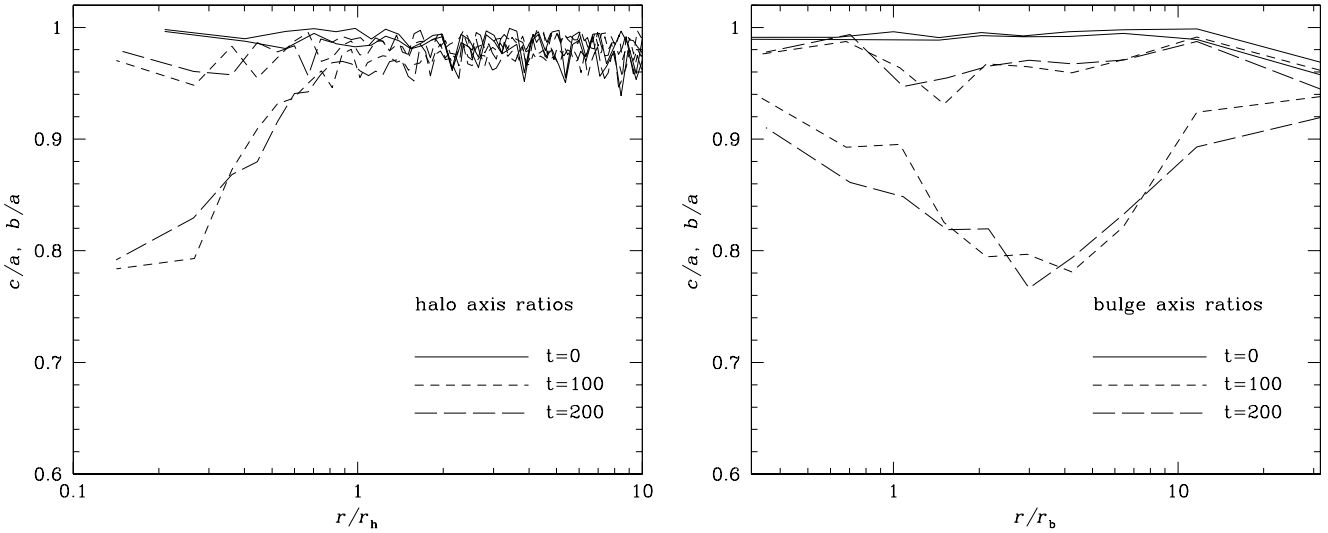 1
0.9
0.8
0.7
0.6
c/a, b/a
halo axis ratios
t=0
t=100
t=200
0.1
1
10
r/r_h
1
0.9
0.8
0.7
0.6
c/a, b/a
bulge axis ratios
t=0
t=100
t=200
1
10
r/r_b